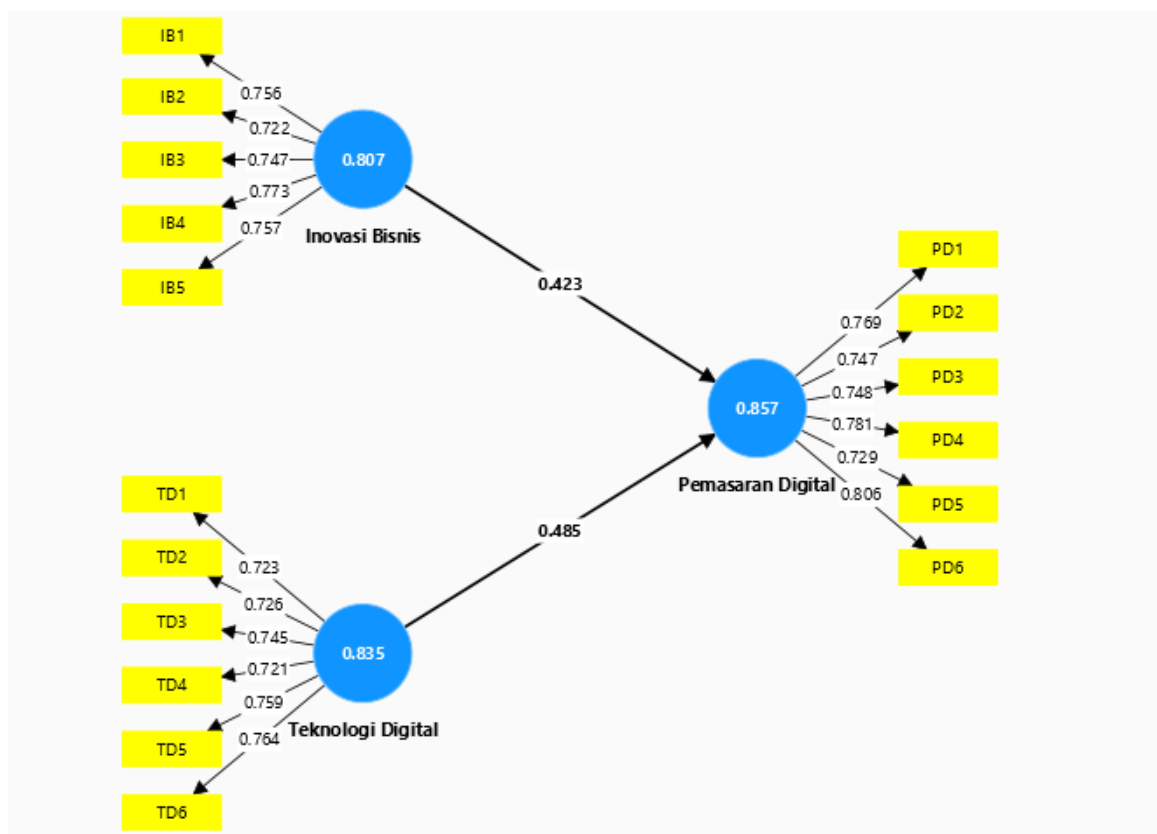 IB1
0.756
IB2
0.722
IB3
0.747
0.807
IB4
0.773
0.757
Inovasi Bisnis
IB5
0.423
PD1
0.769
PD2
0.747
PD3
0.748
0.857
0.781
PD4
0.729
Pemasaran Digital
0.806
PD5
PD6
0.485
TD1
0.723
TD2
0.726
TD3
0.745
0.835
0.721
TD4
0.759
Teknologi Digital
0.764
TD5
TD6